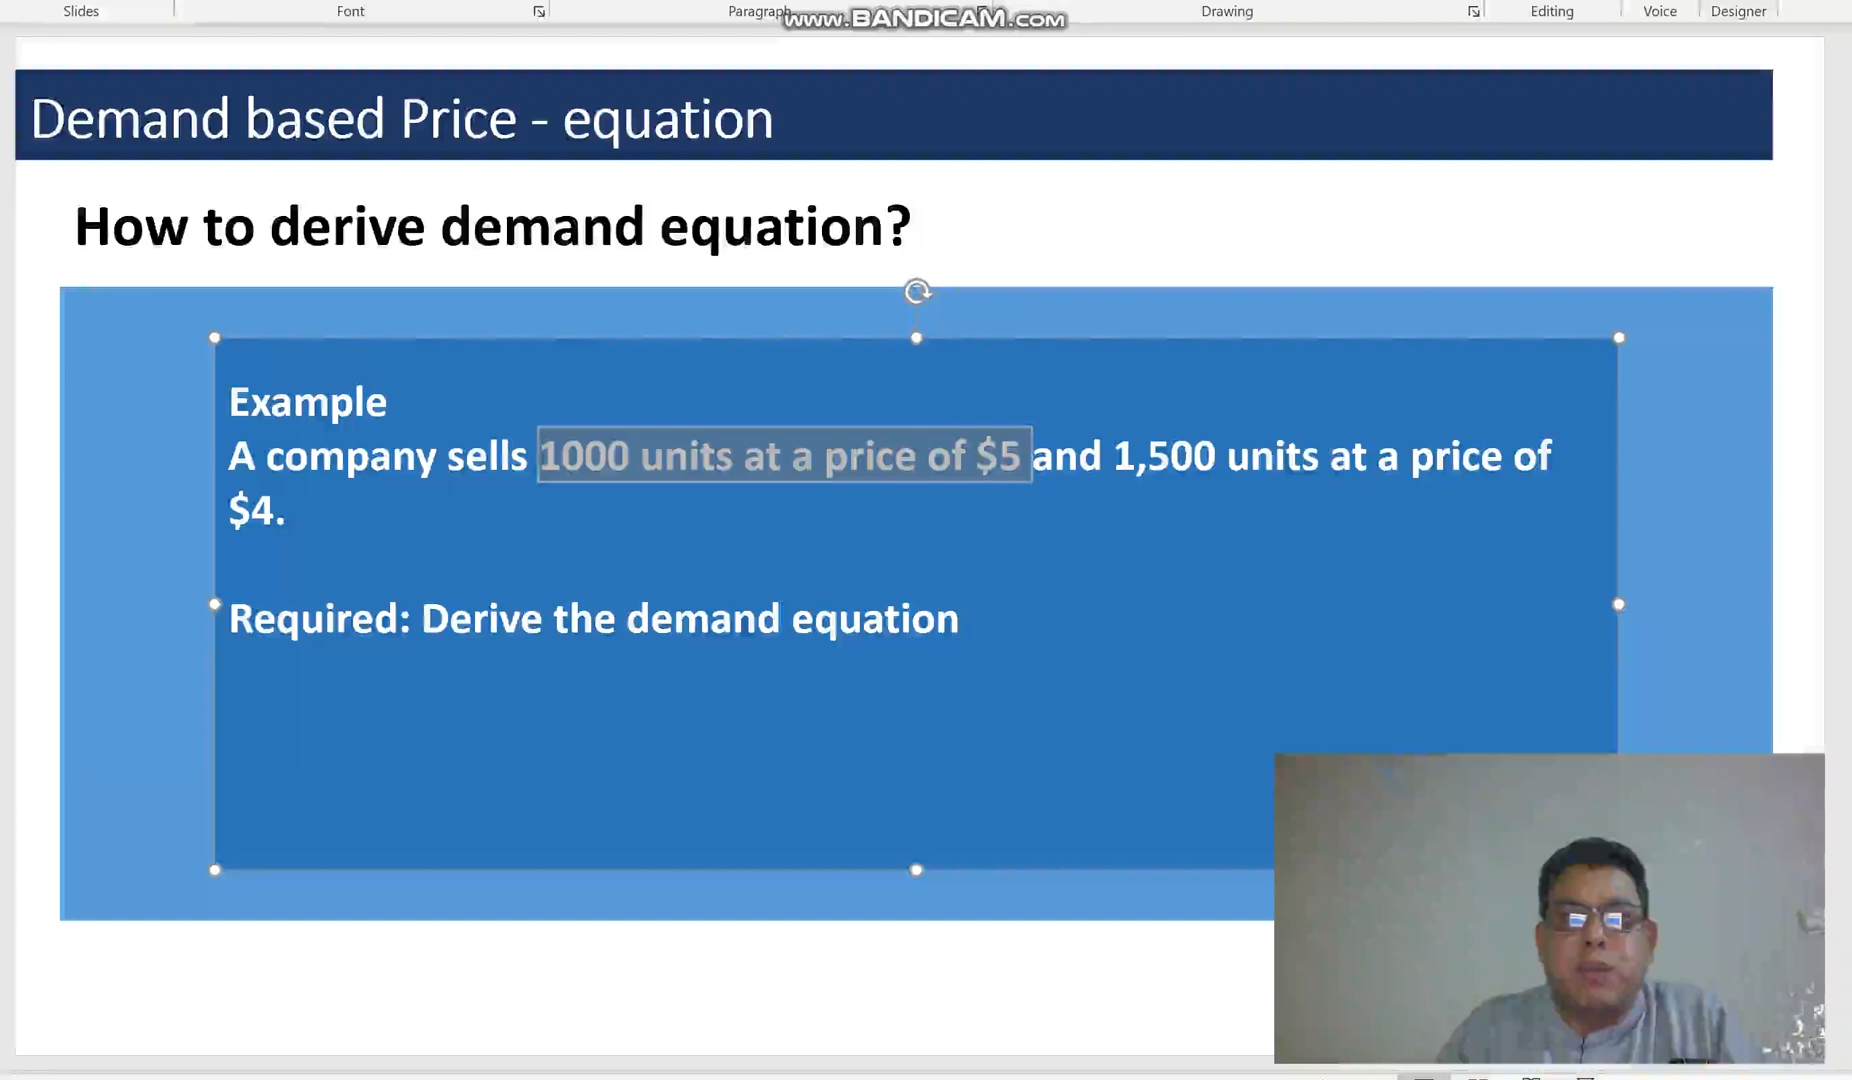 Slides Font Paragraph Drawing Editing Voice Designer
www.BANDICAM.com
Demand based Price - equation
How to derive demand equation?
Example
A company sells 1000 units at a price of $5 and 1,500 units at a price of
$4.
Required: Derive the demand equation